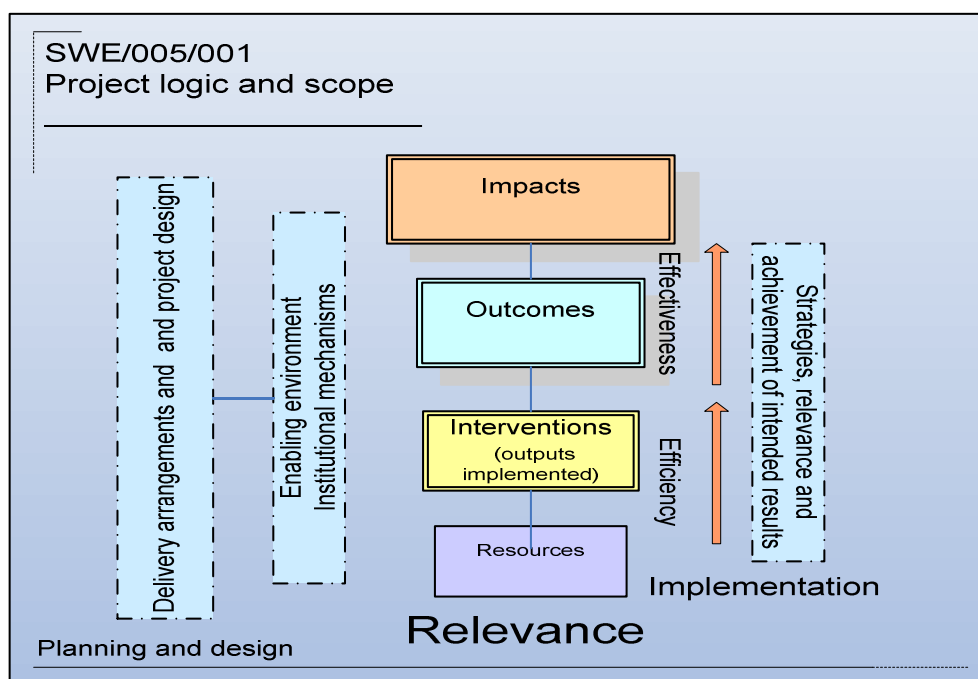 SWE/005/001
Project logic and scope
Delivery arrangements and  and project design
Enabling environment
Institutional mechanisms
Impacts
Outcomes
Interventions
(outputs
implemented)
Resources
Effectiveness
Efficiency
Strategies, relevance and
achievement of intended results
Implementation
Relevance
Planning and design